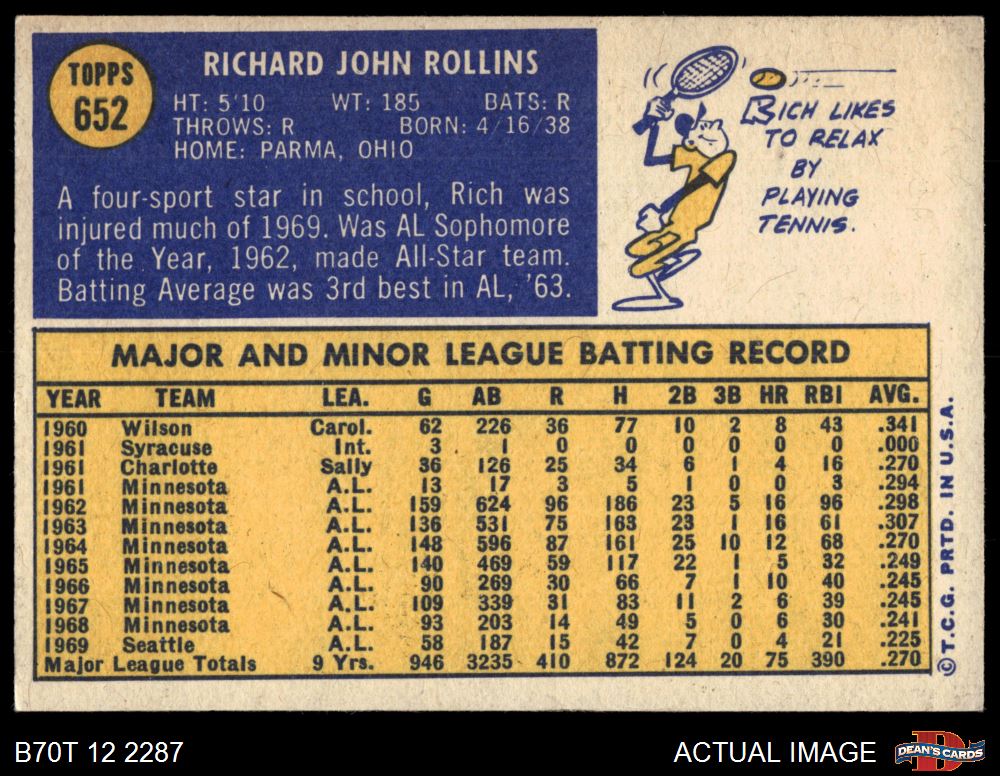 TOPPS
652
RICHARD JOHN ROLLINS
HT: 5'10 WT: 185 BATS: R
THROWS: R BORN: 4/16/38
HOME: PARMA, OHIO
A four-sport star in school, Rich was
injured much of 1969. Was AL Sophomore
of the Year, 1962, made All-Star team.
Batting Average was 3rd best in AL, '63.
RICH LIKES
TO RELAX
BY
PLAYING
TENNIS.
MAJOR AND MINOR LEAGUE BATTING RECORD
YEAR TEAM LEA. G AB R H 2B 3B HR RBI AVG.
1960 Wilson Carol. 62 226 36 77 10 2 8 43 .341
1961 Syracuse Int. 3 1 0 0 0 0 0 0 .000
1961 Charlotte Sally 36 126 25 34 6 1 4 16 .270
1961 Minnesota A.L. 13 17 3 5 1 0 0 3 .294
1962 Minnesota A.L. 159 624 96 186 23 5 16 96 .298
1963 Minnesota A.L. 136 531 75 163 23 1 16 61 .307
1964 Minnesota A.L. 148 596 87 161 25 10 12 68 .270
1965 Minnesota A.L. 140 469 59 117 22 1 5 32 .249
1966 Minnesota A.L. 90 269 30 66 7 1 10 40 .245
1967 Minnesota A.L. 109 339 31 83 11 2 6 39 .245
1968 Minnesota A.L. 93 203 14 49 5 0 6 30 .241
1969 Seattle A.L. 58 187 15 42 7 0 4 21 .225
Major League Totals 9 Yrs. 946 3235 410 872 124 20 75 390 .270
© T.C.G. PRTD. IN U.S.A.
B70T 12 2287
ACTUAL IMAGE
D
DEAN'S CARDS